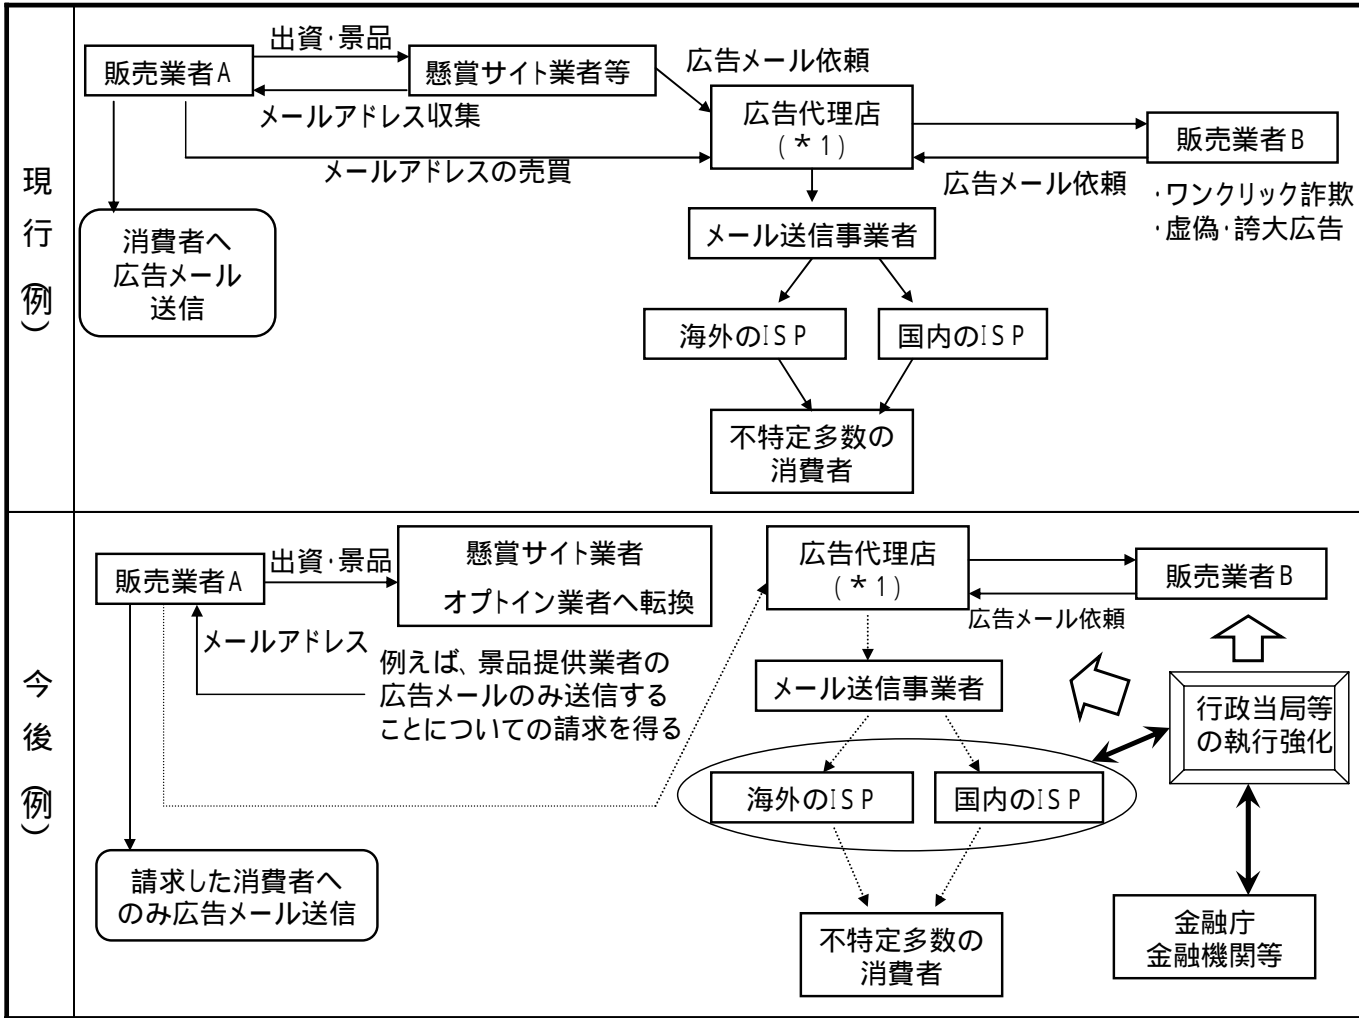 現行（例）
出資・景品
販売業者A
懸賞サイト業者等
メールアドレス収集
広告メール依頼
広告代理店
(*1)
販売業者B
メールアドレスの売買
広告メール依頼
・ワンクリック詐欺
・虚偽・誇大広告
消費者へ
広告メール
送信
メール送信事業者
海外のISP
国内のISP
不特定多数の
消費者
今後（例）
販売業者A
出資・景品
懸賞サイト業者
オプトイン業者へ転換
メールアドレス
例えば、景品提供業者の
広告メールのみ送信する
ことについての請求を得る
広告代理店
(*1)
販売業者B
広告メール依頼
メール送信事業者
行政当局等
の執行強化
海外のISP
国内のISP
請求した消費者へ
のみ広告メール送信
不特定多数の
消費者
金融庁
金融機関等